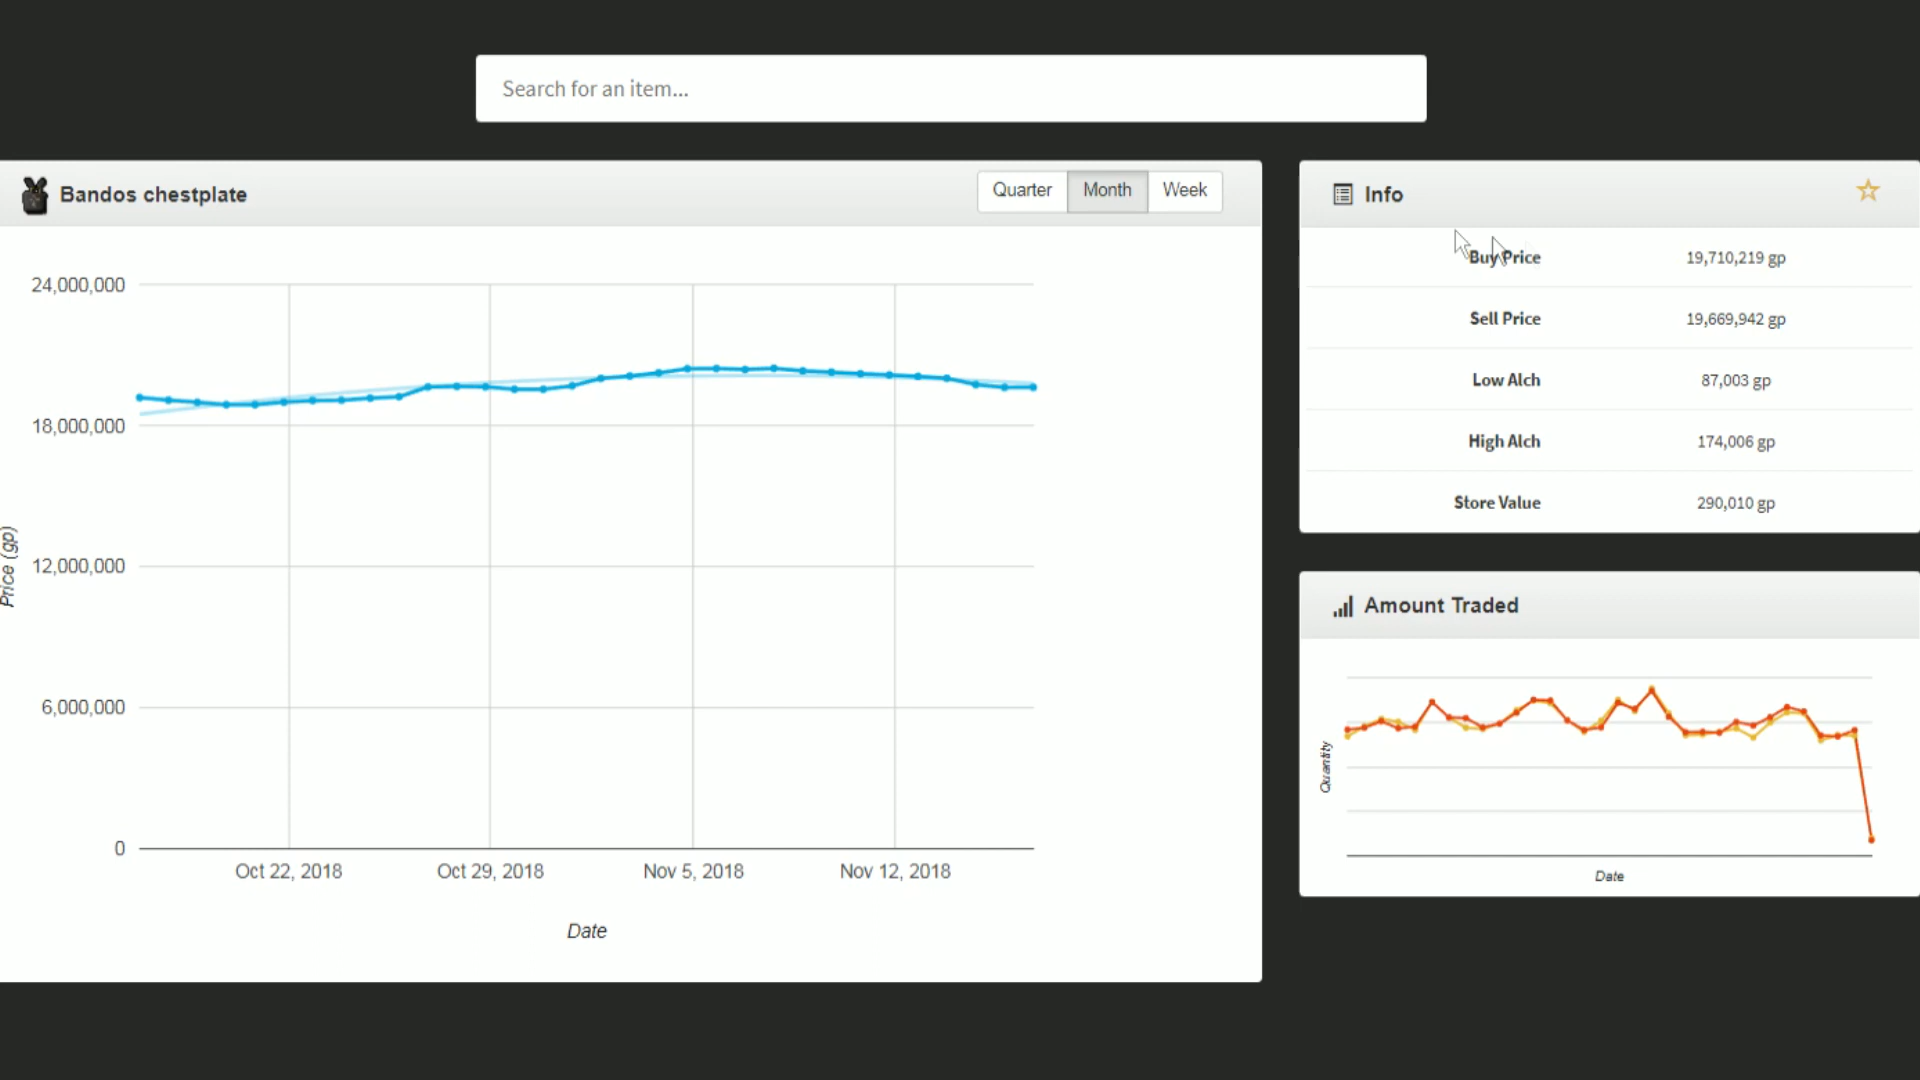 Search for an item...
Bandos chestplate
Quarter
Month
Week
24,000,000
18,000,000
12,000,000
6,000,000
0
Price (gp)
Oct 22, 2018
Oct 29, 2018
Nov 5, 2018
Nov 12, 2018
Date
Info
Buy Price 19,710,219 gp
Sell Price 19,669,942 gp
Low Alch 87,003 gp
High Alch 174,006 gp
Store Value 290,010 gp
Amount Traded
Quantity
Date